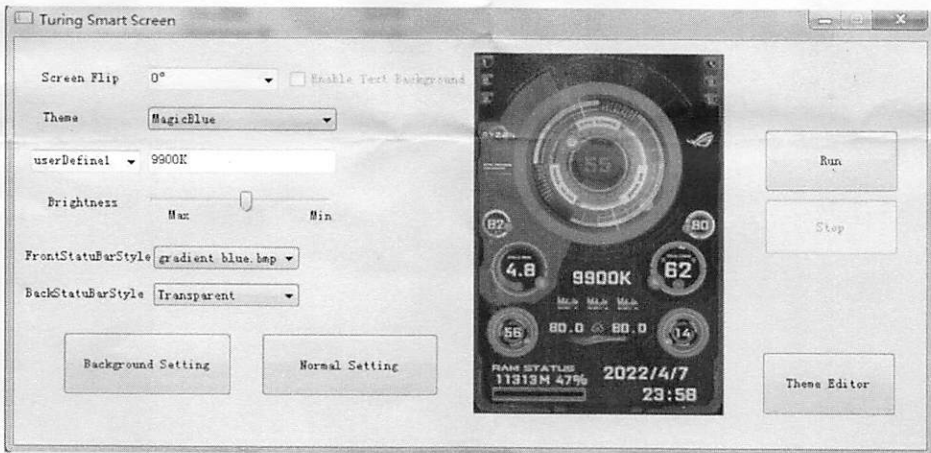 Turing Smart Screen
Screen Flip
0°
Enable Text Background
Theme
MagicBlue
userDefine1
9900K
Brightness
Max
Min
FrontStatuBarStyle
gradient blue.bmp
BackStatuBarStyle
Transparent
Background Setting
Normal Setting
55
82
80
4.8
9900K
62
56
80.0
80.0
14
RAM STATUS
11313M 47%
2022/4/7
23:58
Run
Stop
Theme Editor